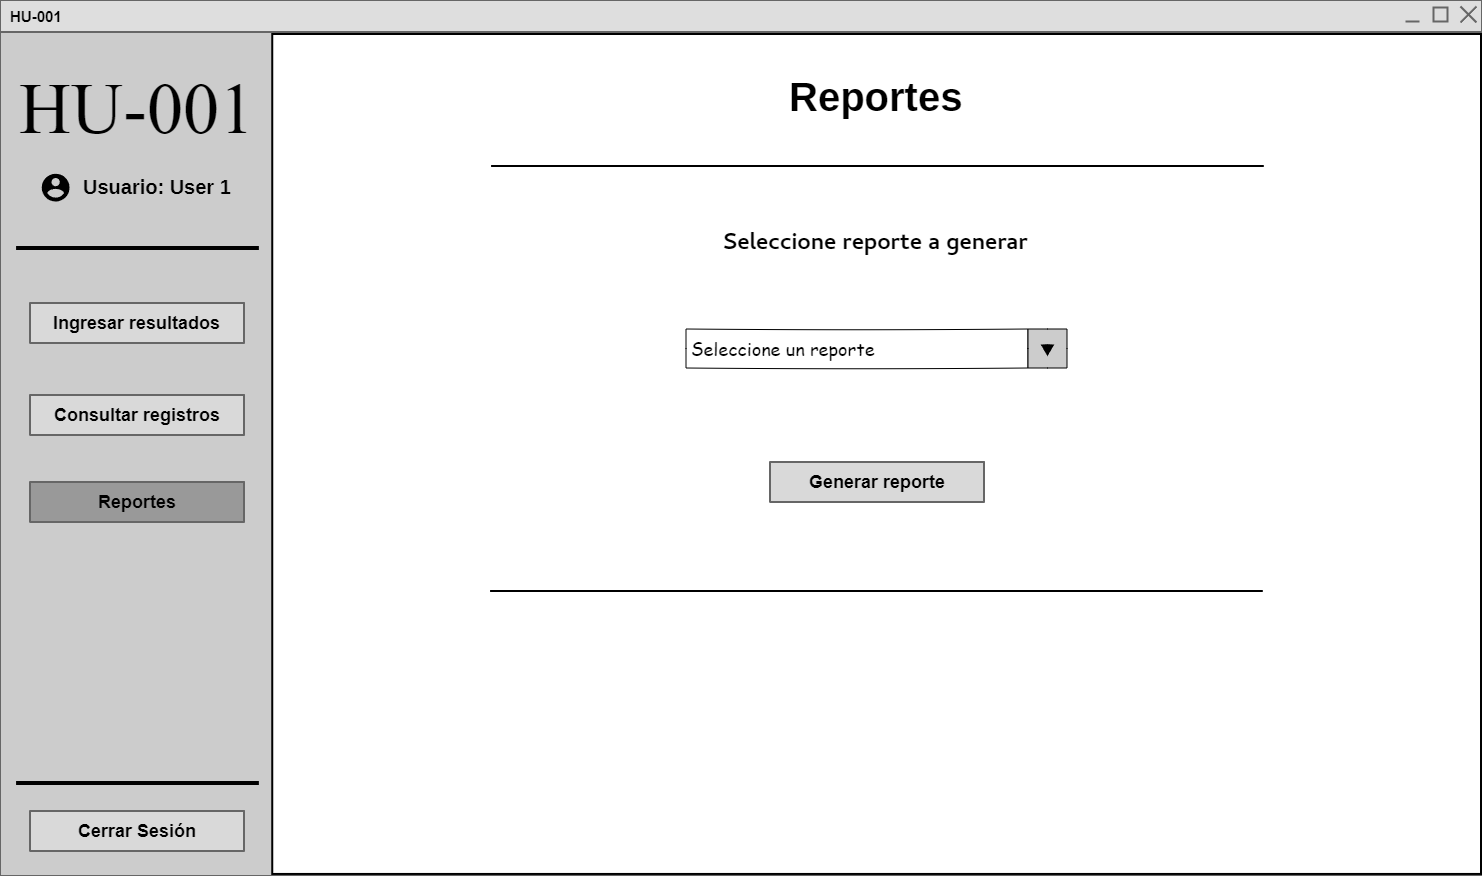 HU-001
HU-001
Usuario: User 1
Ingresar resultados
Consultar registros
Reportes
Cerrar Sesión
Reportes
Seleccione reporte a generar
Seleccione un reporte
Generar reporte